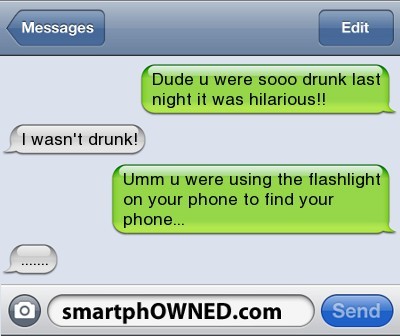 Messages
Edit
Dude u were sooo drunk last
night it was hilarious!!
I wasn't drunk!
Umm u were using the flashlight
on your phone to find your
phone...
.......
smartphOWNED.com
Send